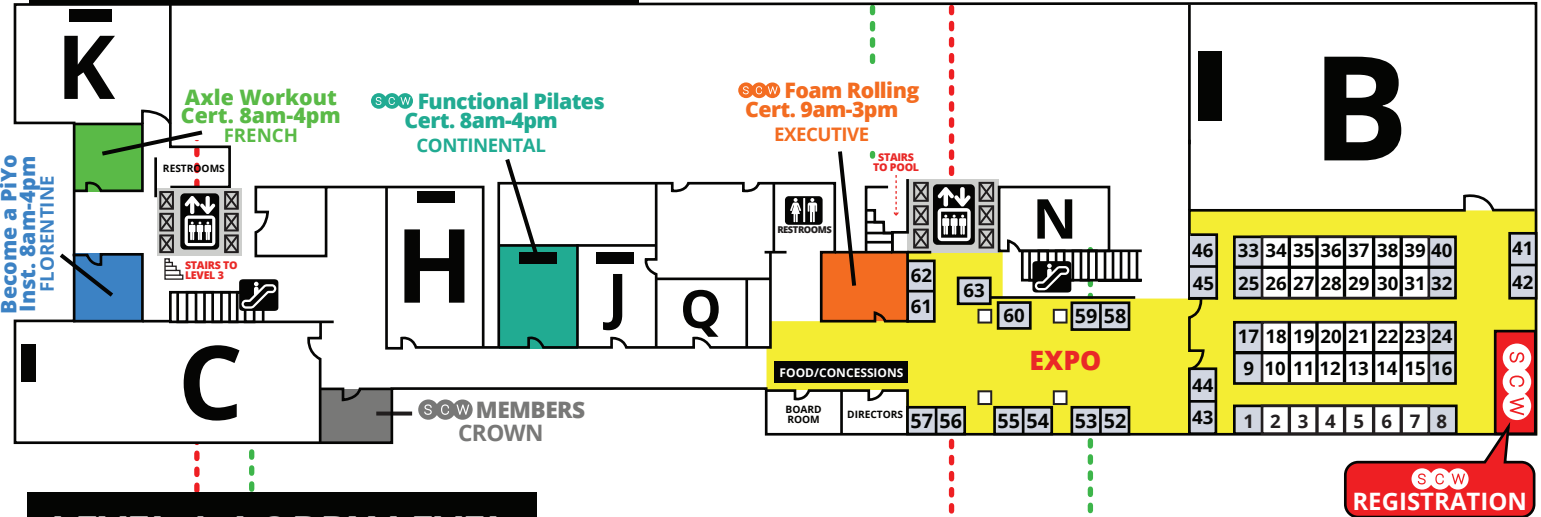 K
B
Axle Workout
Cert. 8am-4pm
FRENCH
SCW Functional Pilates
Cert. 8am-4pm
CONTINENTAL
SCW Foam Rolling
Cert. 9am-3pm
EXECUTIVE
STAIRS
TO POOL
RESTROOMS
Become a PiYo
Inst. 8am-4pm
FLORENTINE
STAIRS TO
LEVEL 3
H
J
Q
RESTROOMS
N
62
61
63
60
59 58
46
45
33 34 35 36 37 38 39 40
25 26 27 28 29 30 31 32
41
42
17 18 19 20 21 22 23 24
9 10 11 12 13 14 15 16
SCW
C
EXPO
FOOD/CONCESSIONS
44
43
SCW MEMBERS
CROWN
BOARD
ROOM
DIRECTORS
57 56
55 54
53 52
1 2 3 4 5 6 7 8
SCW
REGISTRATION